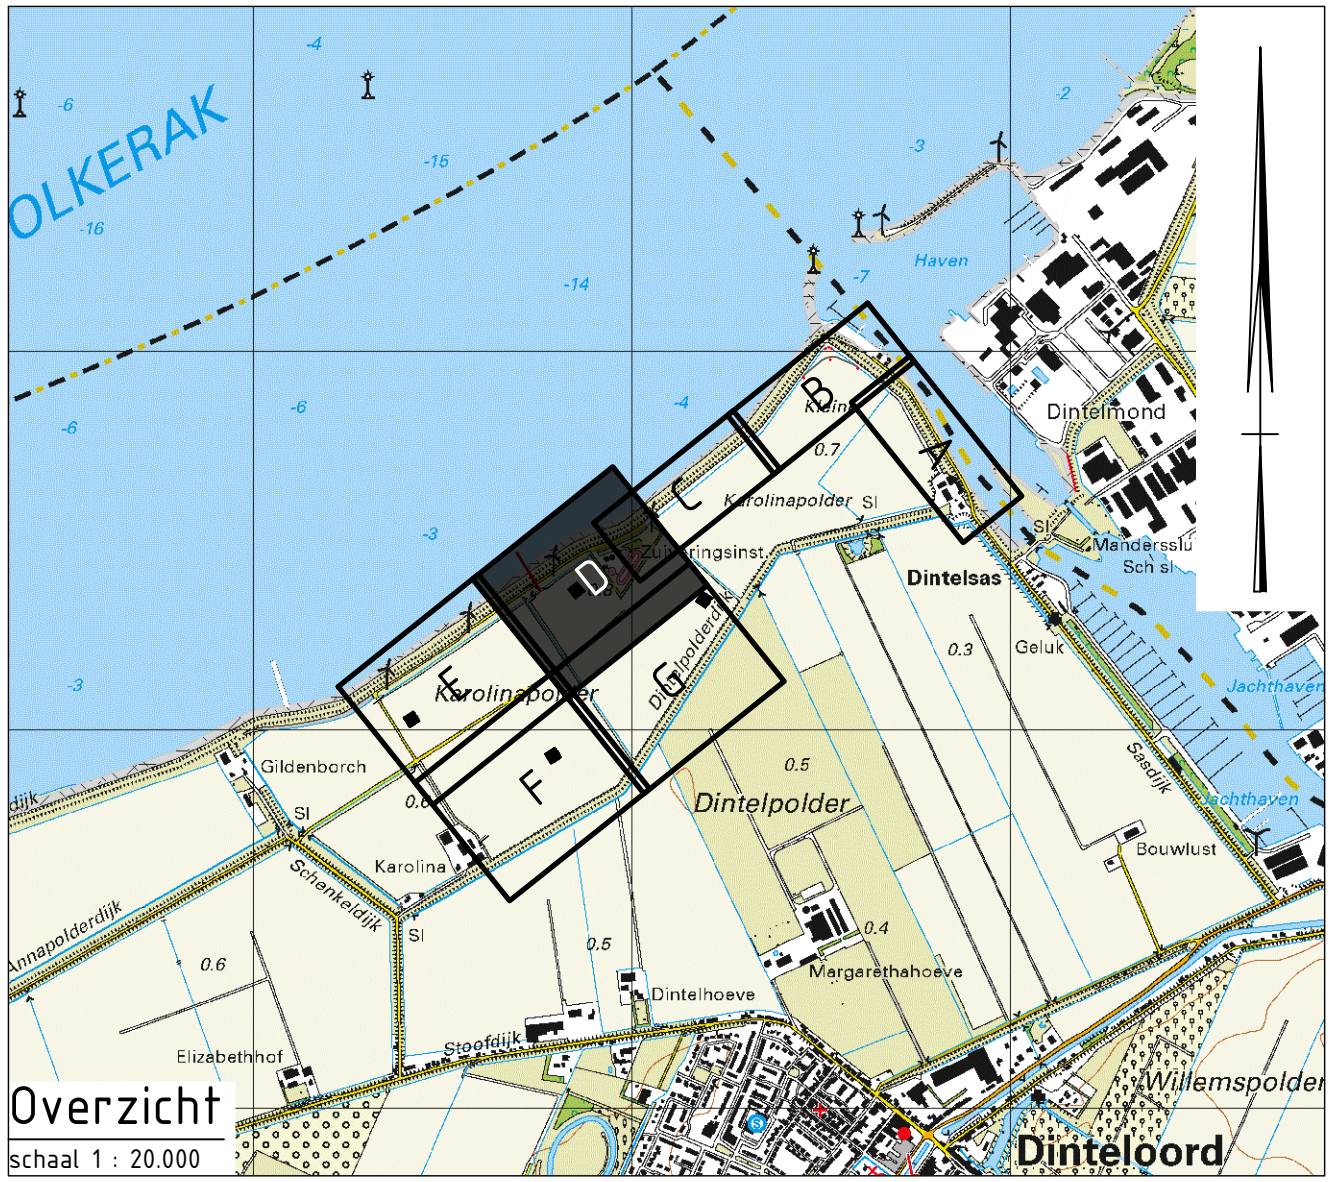 -4
-2
-6
OLKERAK
-3
-15
-16
Haven
-7
-14
-4
-6
-6
B
Dintelmond
A
0.7
Karolinapolder
Sl
C
Sl
-3
Zuiveringsinst.
Manderssluis
Sch sl
D
Dintelsas
Geluk
0.3
Dintelpolderdijk
-3
E
Karolinapolder
G
Jachthaven
Gildenborch
0.5
Sasdijk
F
dijk
Sl
Dintelpolder
Jachthaven
Bouwlust
Karolina
Schenkeldijk
Annapolderdijk
0.4
Sl
0.5
0.6
Margarethahoeve
Dintelhoeve
Stoofdijk
Elizabethhof
Willemspolder
Overzicht
schaal 1 : 20.000
S
Dinteloord